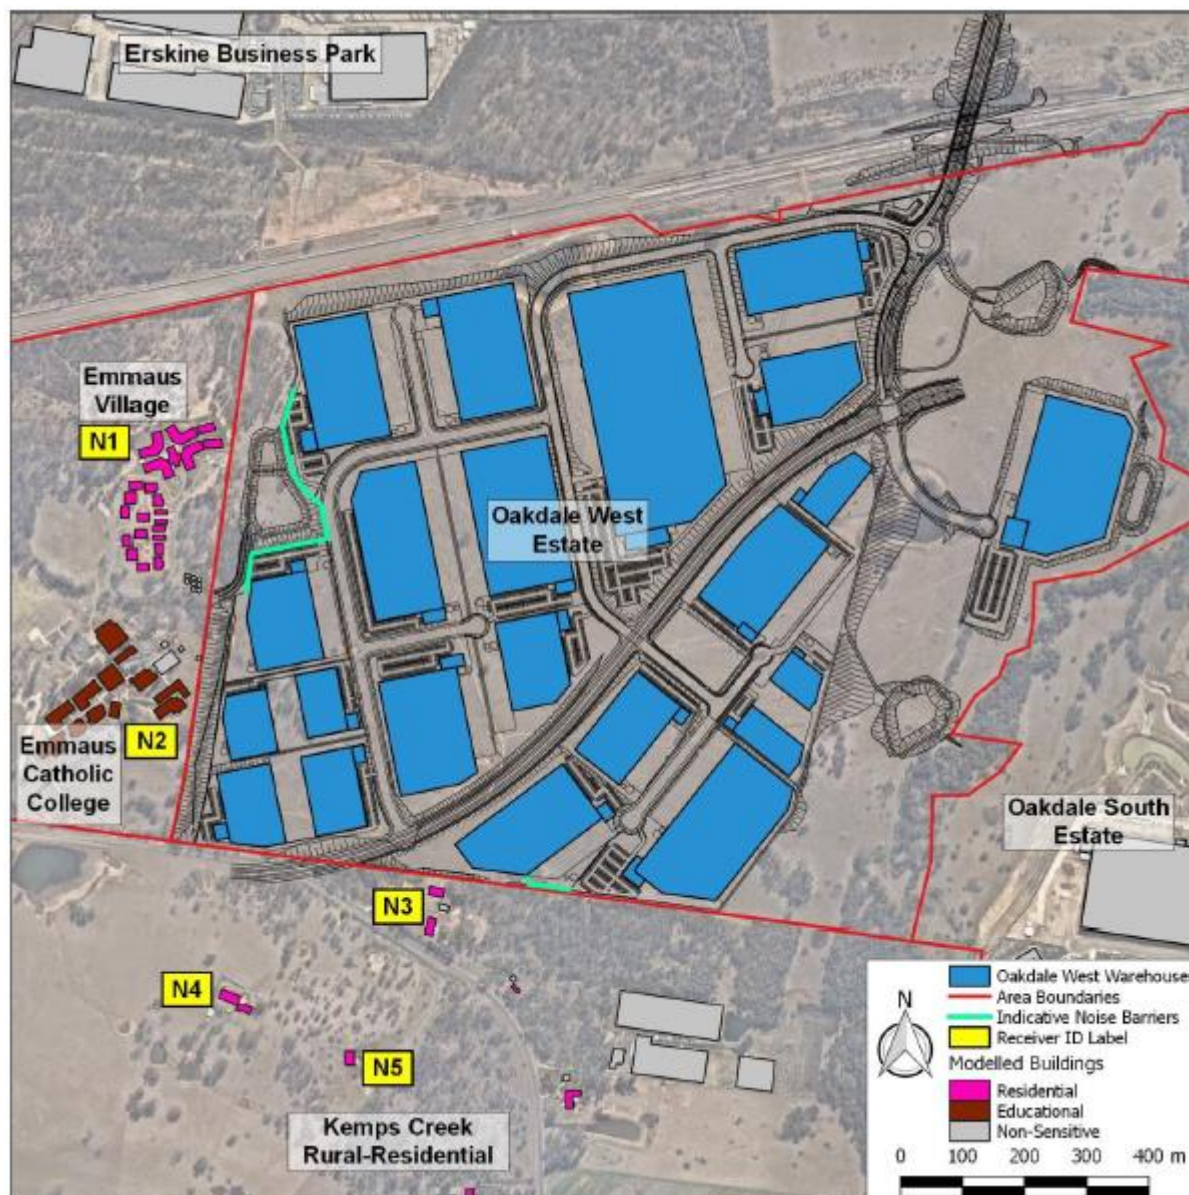 Erskine Business Park
Emmaus
Village
N1
Oakdale West
Estate
N2
Emmaus
Catholic
College
Oakdale South
Estate
N3
N4
N5
Kemps Creek
Rural-Residential
N
Oakdale West Warehouse
Area Boundaries
Indicative Noise Barriers
Receiver ID Label
Modelled Buildings
Residential
Educational
Non-Sensitive
0 100 200 300 400 m